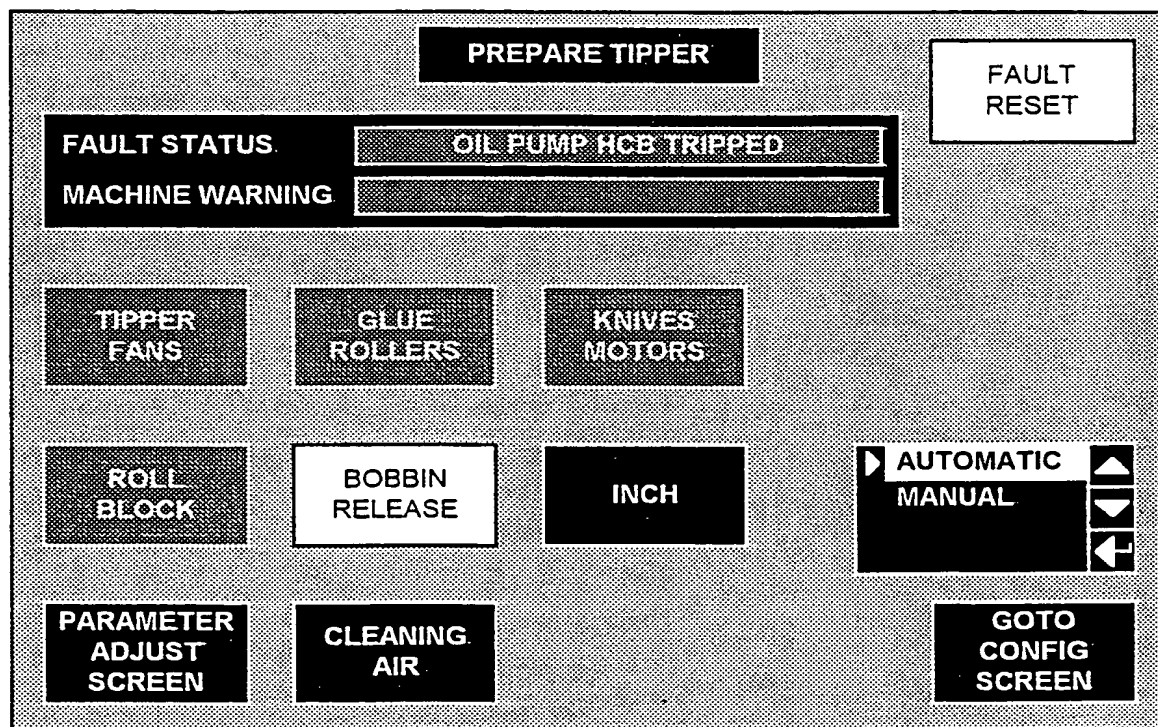 PREPARE TIPPER
FAULT
RESET
FAULT STATUS
OIL PUMP HCB TRIPPED
MACHINE WARNING
TIPPER
FANS
GLUE
ROLLERS
KNIVES
MOTORS
ROLL
BLOCK
BOBBIN
RELEASE
INCH
AUTOMATIC
MANUAL
PARAMETER
ADJUST
SCREEN
CLEANING
AIR
GOTO
CONFIG
SCREEN